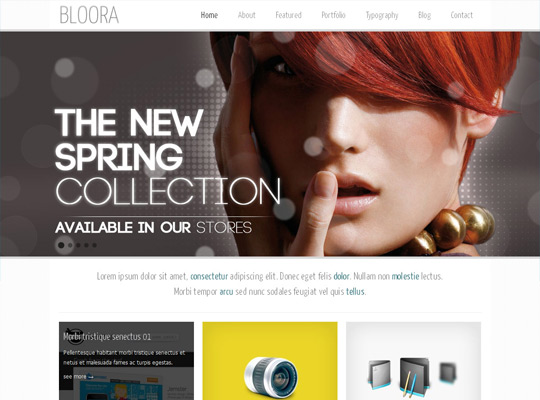 BLOORA
Home About Featured Portfolio Typography Blog Contact
THE NEW
SPRING
COLLECTION
AVAILABLE IN OUR STORES
Lorem ipsum dolor sit amet, consectetur adipiscing elit. Donec eget felis dolor. Nullam non molestie lectus.
Morbi tempor arcu sed nunc sodales feugiat vel quis tellus.
Morbi tristique senectus 01
Pellentesque habitant morbi tristique senectus et
netus et malesuada fames ac turpis egestas.
see more →